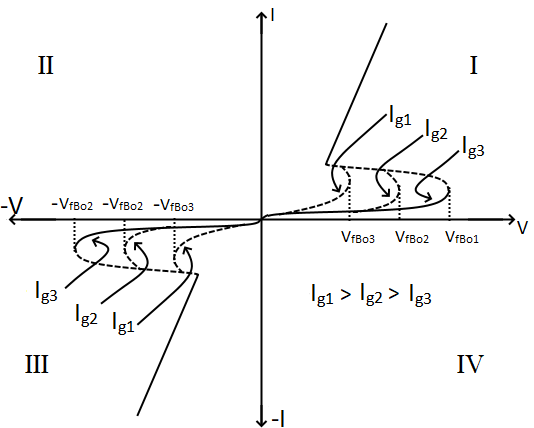 I
II
I
Ig1
Ig2
Ig3
-V
-VfBo2
-VfBo2
-VfBo3
V
VfBo3
VfBo2
VfBo1
Ig3
Ig2
Ig1
Ig1 > Ig2 > Ig3
III
IV
-I